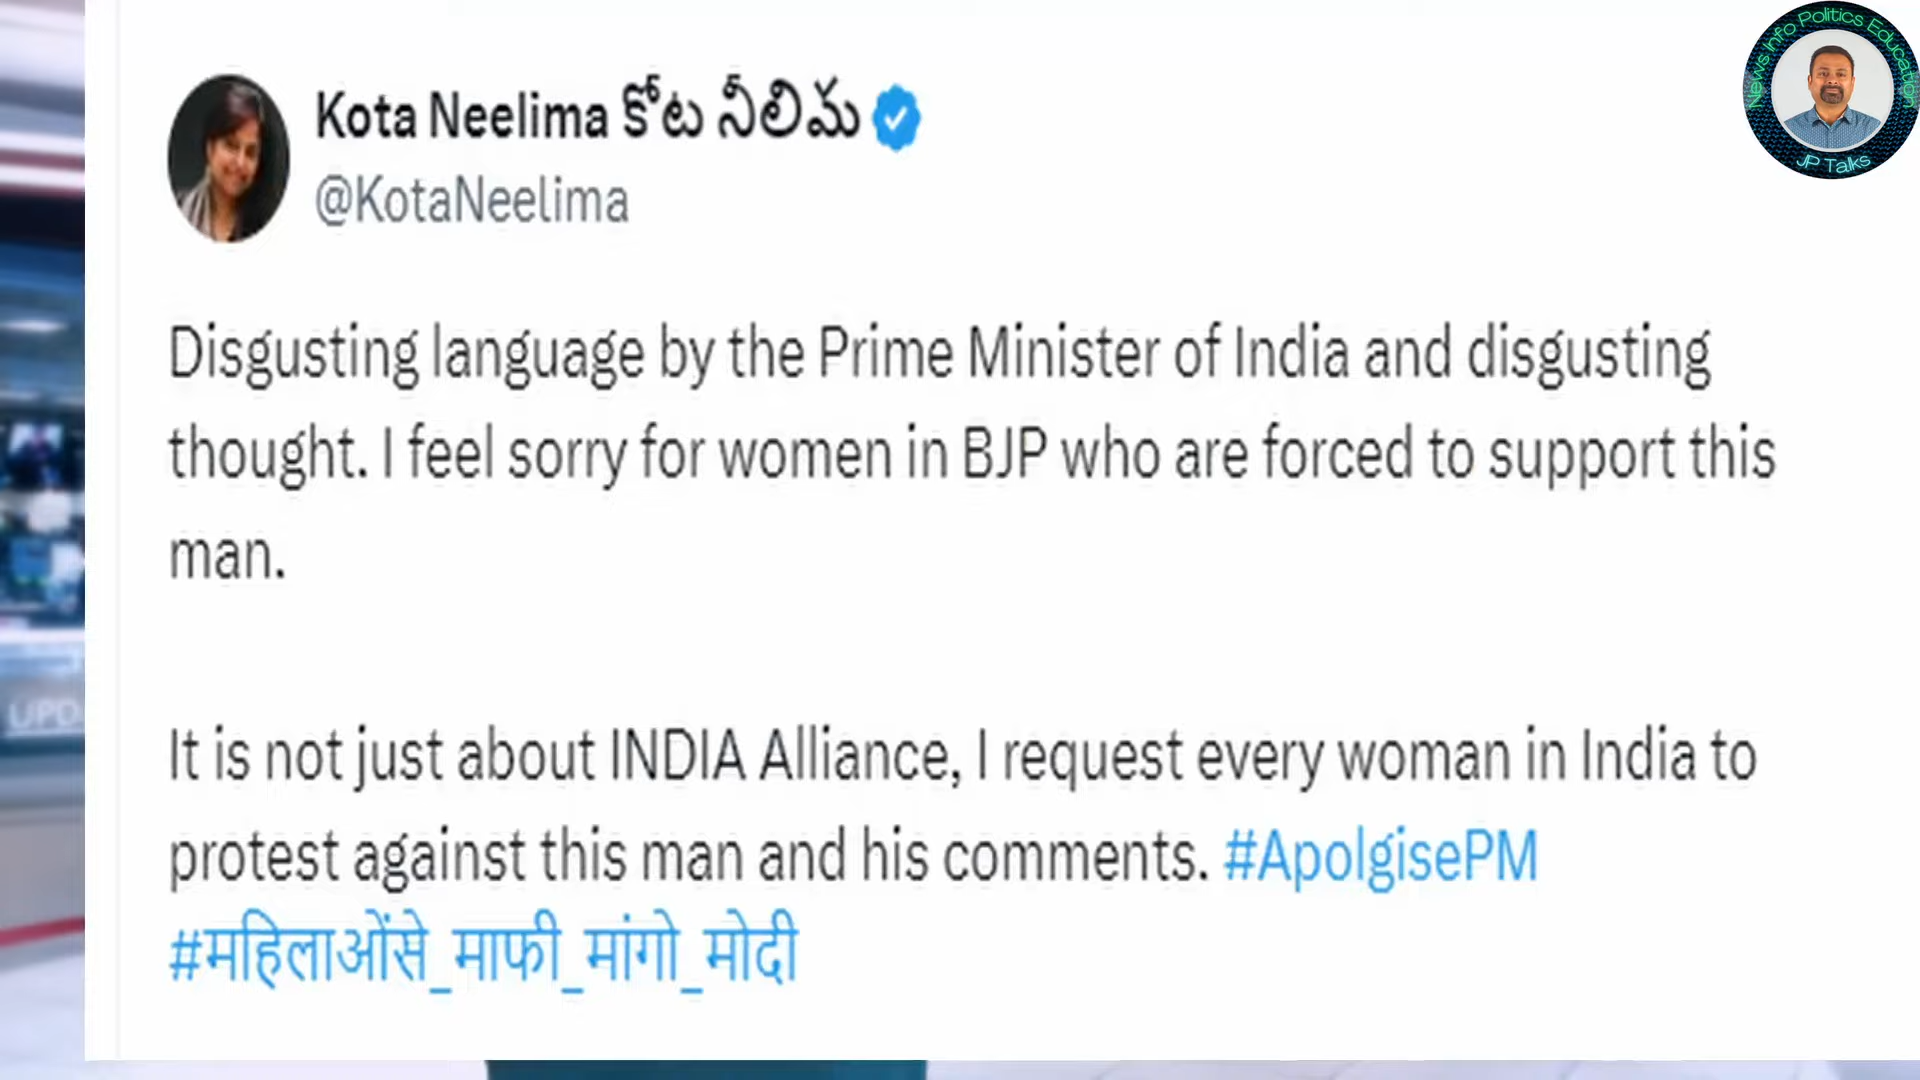 Kota Neelima కోట నీలిమ
@KotaNeelima
Disgusting language by the Prime Minister of India and disgusting
thought. I feel sorry for women in BJP who are forced to support this
man.
It is not just about INDIA Alliance, I request every woman in India to
protest against this man and his comments. #ApolgisePM
#महिलाओंसे_माफी_मांगो_मोदी
News Info Politics Education
JP Talks
UPD